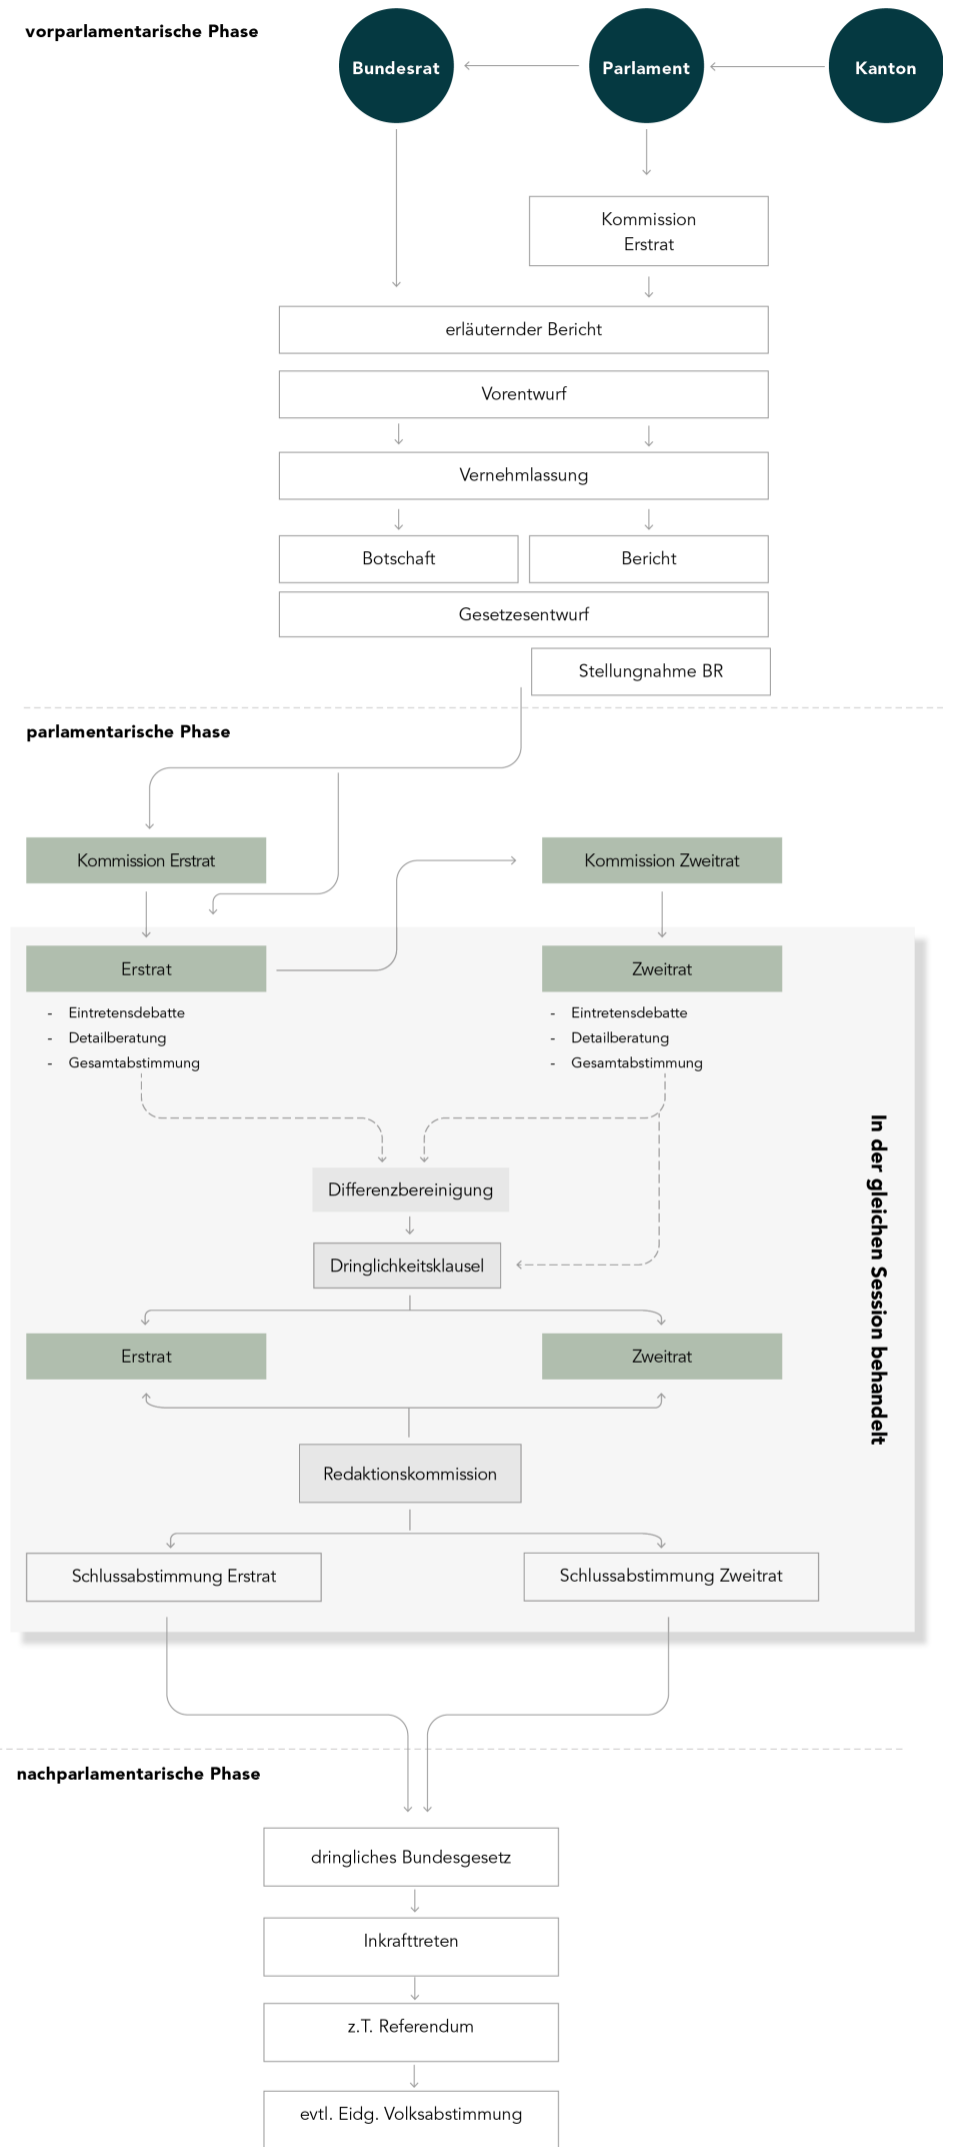 vorparlamentarische Phase
Bundesrat
Parlament
Kanton
Kommission
Erstrat
erläuternder Bericht
Vorentwurf
Vernehmlassung
Botschaft
Bericht
Gesetzesentwurf
Stellungnahme BR
parlamentarische Phase
Kommission Erstrat
Kommission Zweitrat
Erstrat
Zweitrat
- Eintretensdebatte
- Detailberatung
- Gesamtabstimmung
- Eintretensdebatte
- Detailberatung
- Gesamtabstimmung
In der gleichen Session behandelt
Differenzbereinigung
Dringlichkeitsklausel
Erstrat
Zweitrat
Redaktionskommission
Schlussabstimmung Erstrat
Schlussabstimmung Zweitrat
nachparlamentarische Phase
dringliches Bundesgesetz
Inkrafttreten
z.T. Referendum
evtl. Eidg. Volksabstimmung